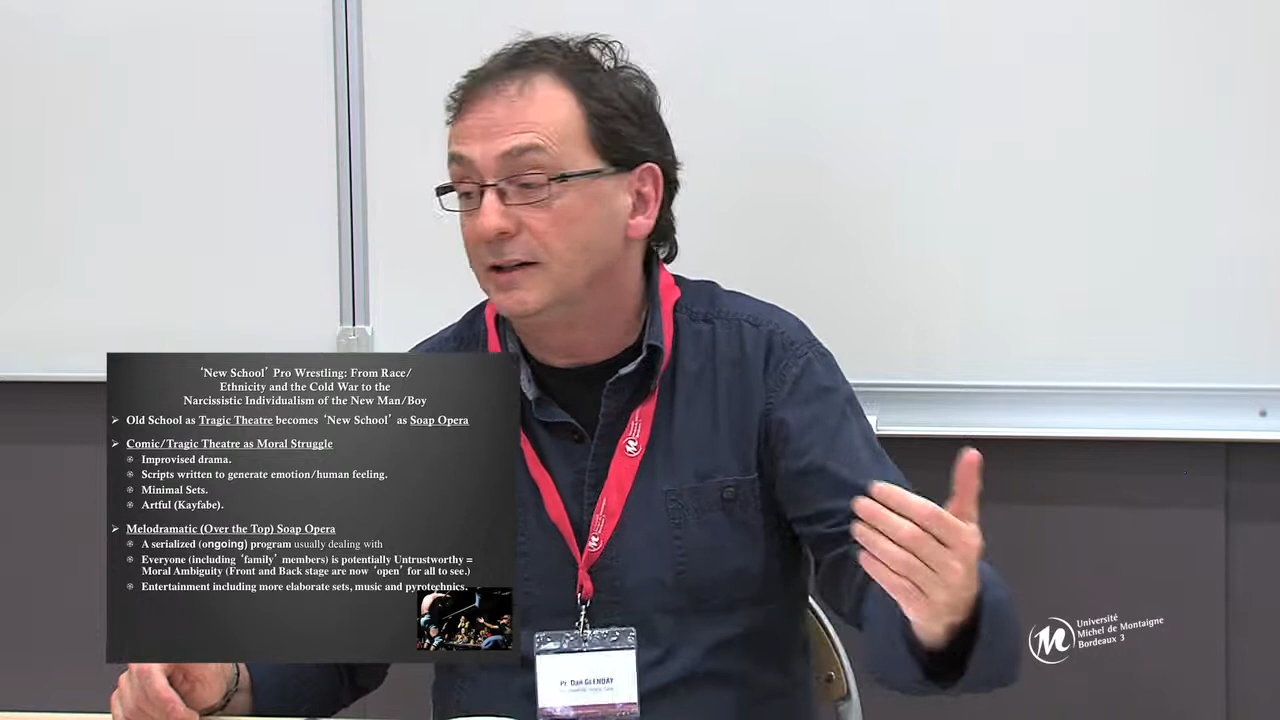 ‘New School’ Pro Wrestling: From Race/
Ethnicity and the Cold War to the
Narcissistic Individualism of the New Man/Boy
➢ Old School as Tragic Theatre becomes ‘New School’ as Soap Opera
➢ Comic/Tragic Theatre as Moral Struggle
Improvised drama.
Scripts written to generate emotion/human feeling.
Minimal Sets.
Artful (Kayfabe).
➢ Melodramatic (Over the Top) Soap Opera
A serialized (ongoing) program usually dealing with
Everyone (including ‘family’ members) is potentially Untrustworthy =
Moral Ambiguity (Front and Back stage are now ‘open’ for all to see.)
Entertainment including more elaborate sets, music and pyrotechnics.
Pr. Dan GLENDAY
Université
Michel de Montaigne
Bordeaux 3